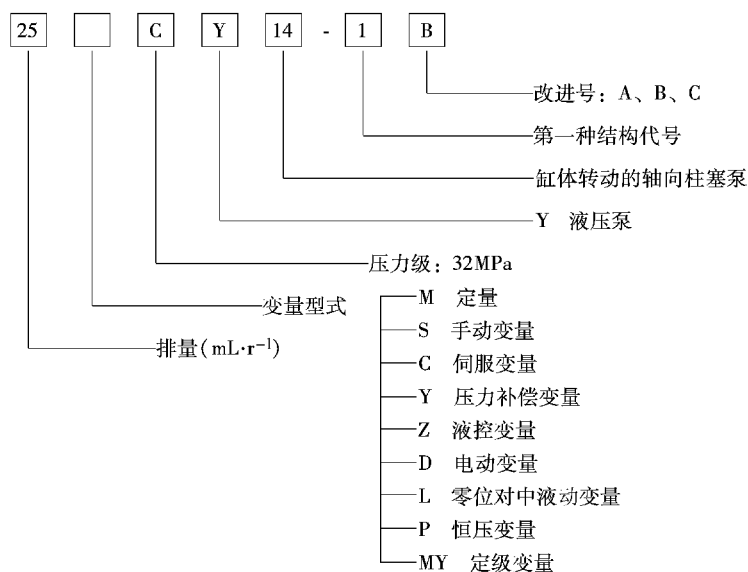 25 C Y 14 - 1 B
改进号：A、B、C
第一种结构代号
缸体转动的轴向柱塞泵
Y 液压泵
压力级：32MPa
变量型式
排量(mL·r⁻¹)
M 定量
S 手动变量
C 伺服变量
Y 压力补偿变量
Z 液控变量
D 电动变量
L 零位对中液动变量
P 恒压变量
MY 定级变量